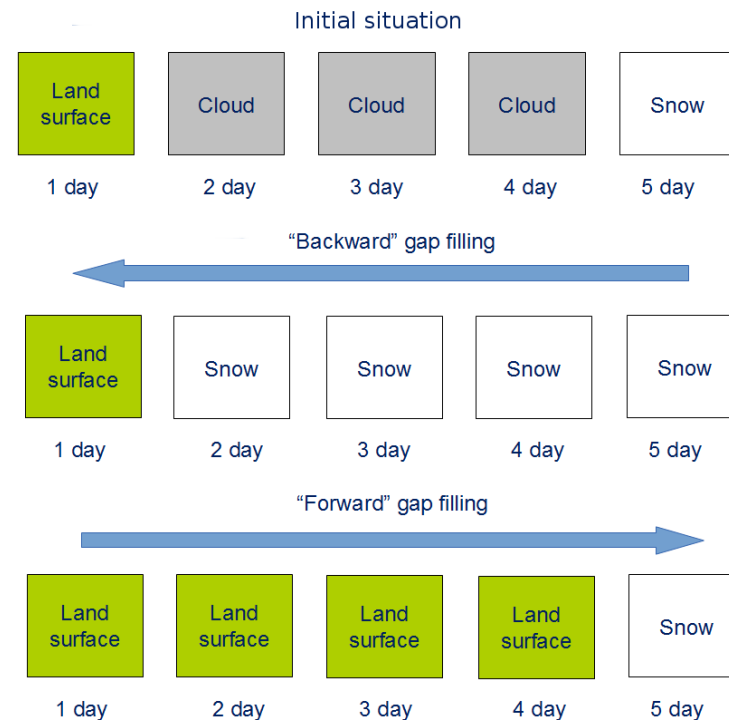 Initial situation
Land
surface
Cloud
Cloud
Cloud
Snow
1 day
2 day
3 day
4 day
5 day
“Backward” gap filling
Land
surface
Snow
Snow
Snow
Snow
1 day
2 day
3 day
4 day
5 day
“Forward” gap filling
Land
surface
Land
surface
Land
surface
Land
surface
Snow
1 day
2 day
3 day
4 day
5 day